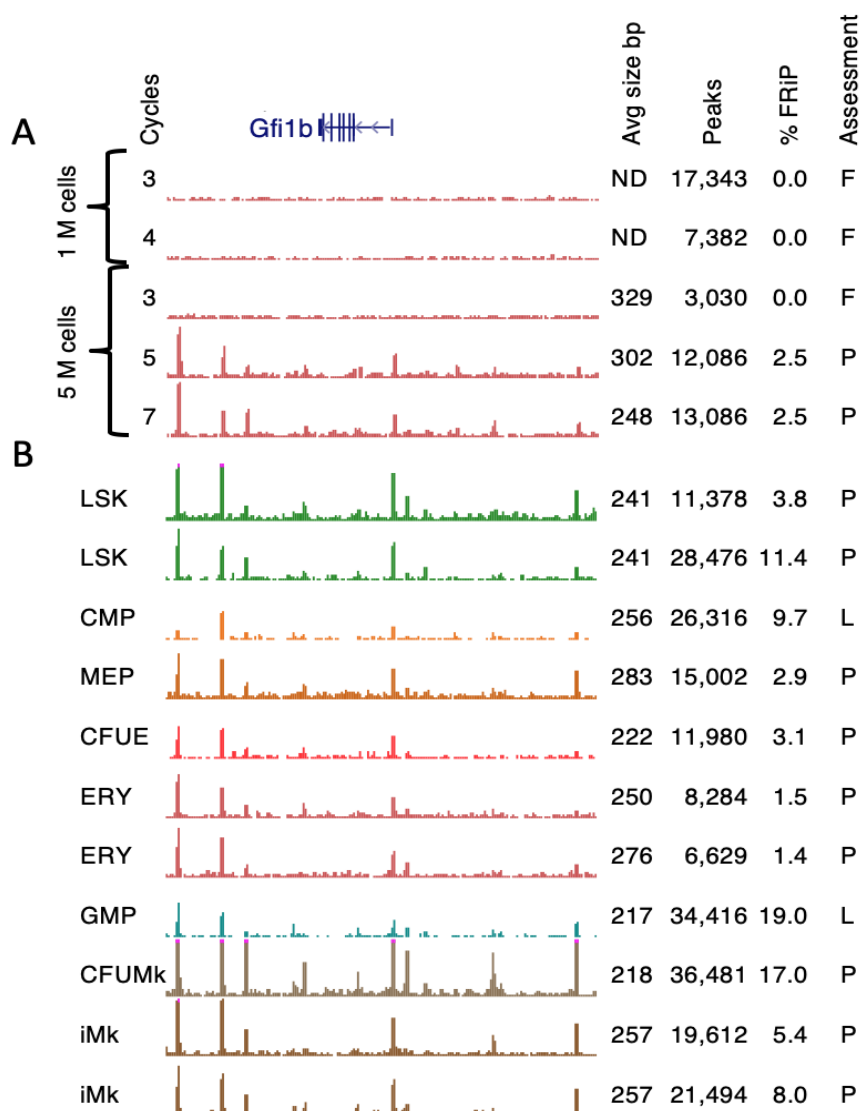 Cycles Avg size bp Peaks % FRiP Assessment
Gfi1b
A
1 M cells
3 ND 17,343 0.0 F
4 ND 7,382 0.0 F
5 M cells
3 329 3,030 0.0 F
5 302 12,086 2.5 P
7 248 13,086 2.5 P
B
LSK 241 11,378 3.8 P
LSK 241 28,476 11.4 P
CMP 256 26,316 9.7 L
MEP 283 15,002 2.9 P
CFUE 222 11,980 3.1 P
ERY 250 8,284 1.5 P
ERY 276 6,629 1.4 P
GMP 217 34,416 19.0 L
CFUMk 218 36,481 17.0 P
iMk 257 19,612 5.4 P
iMk 257 21,494 8.0 P